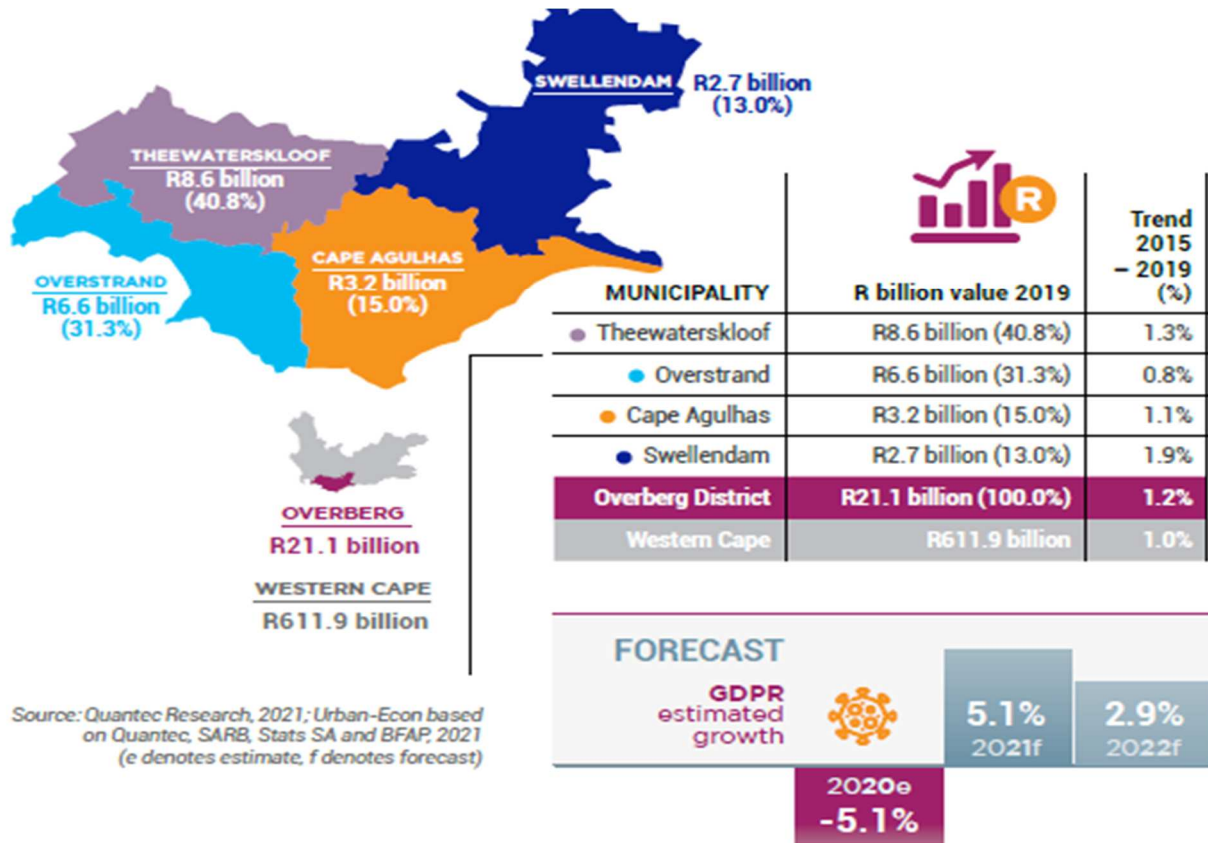 SWELLENDAM
R2.7 billion
(13.0%)
THEEWATERSKLOOF
R8.6 billion
(40.8%)
CAPE AGULHAS
R3.2 billion
(15.0%)
OVERSTRAND
R6.6 billion
(31.3%)
OVERBERG
R21.1 billion
WESTERN CAPE
R611.9 billion
R
MUNICIPALITY
R billion value 2019
Trend
2015
– 2019
(%)
Theewaterskloof R8.6 billion (40.8%) 1.3%
Overstrand R6.6 billion (31.3%) 0.8%
Cape Agulhas R3.2 billion (15.0%) 1.1%
Swellendam R2.7 billion (13.0%) 1.9%
Overberg District R21.1 billion (100.0%) 1.2%
Western Cape R611.9 billion 1.0%
FORECAST
GDPR
estimated
growth
2020e
-5.1%
5.1%
2021f
2.9%
2022f
Source: Quantec Research, 2021; Urban-Econ based
on Quantec, SARB, Stats SA and BFAP, 2021
(e denotes estimate, f denotes forecast)